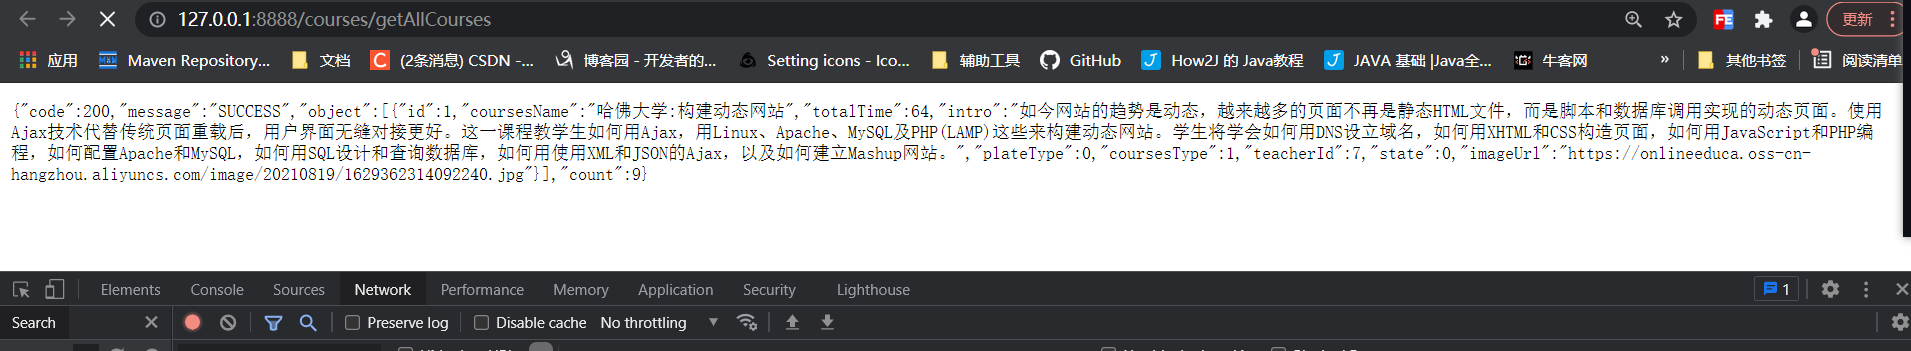 127.0.0.1:8888/courses/getAllCourses
更新
应用 Maven Repository... 文档 (2条消息) CSDN -... 博客园 - 开发者的... Setting icons - Ico... 辅助工具 GitHub How2J 的 Java教程 JAVA 基础 |Java全... 牛客网 » 其他书签 阅读清单
{"code":200,"message":"SUCCESS","object":[{"id":1,"coursesName":"哈佛大学:构建动态网站","totalTime":64,"intro":"如今网站的趋势是动态，越来越多的页面不再是静态HTML文件，而是脚本和数据库调用实现的动态页面。使用
Ajax技术代替传统页面重载后，用户界面无缝对接更好。这一课程教学生如何用Ajax，用Linux、Apache、MySQL及PHP(LAMP)这些来构建动态网站。学生将学会如何用DNS设立域名，如何用XHTML和CSS构造页面，如何用JavaScript和PHP编
程，如何配置Apache和MySQL，如何用SQL设计和查询数据库，如何用使用XML和JSON的Ajax，以及如何建立Mashup网站。","plateType":0,"coursesType":1,"teacherId":7,"state":0,"imageUrl":"https://onlineeduca.oss-cn-
hangzhou.aliyuncs.com/image/20210819/1629362314092240.jpg"}],"count":9}
Elements Console Sources Network Performance Memory Application Security Lighthouse 1
Search Preserve log Disable cache No throttling